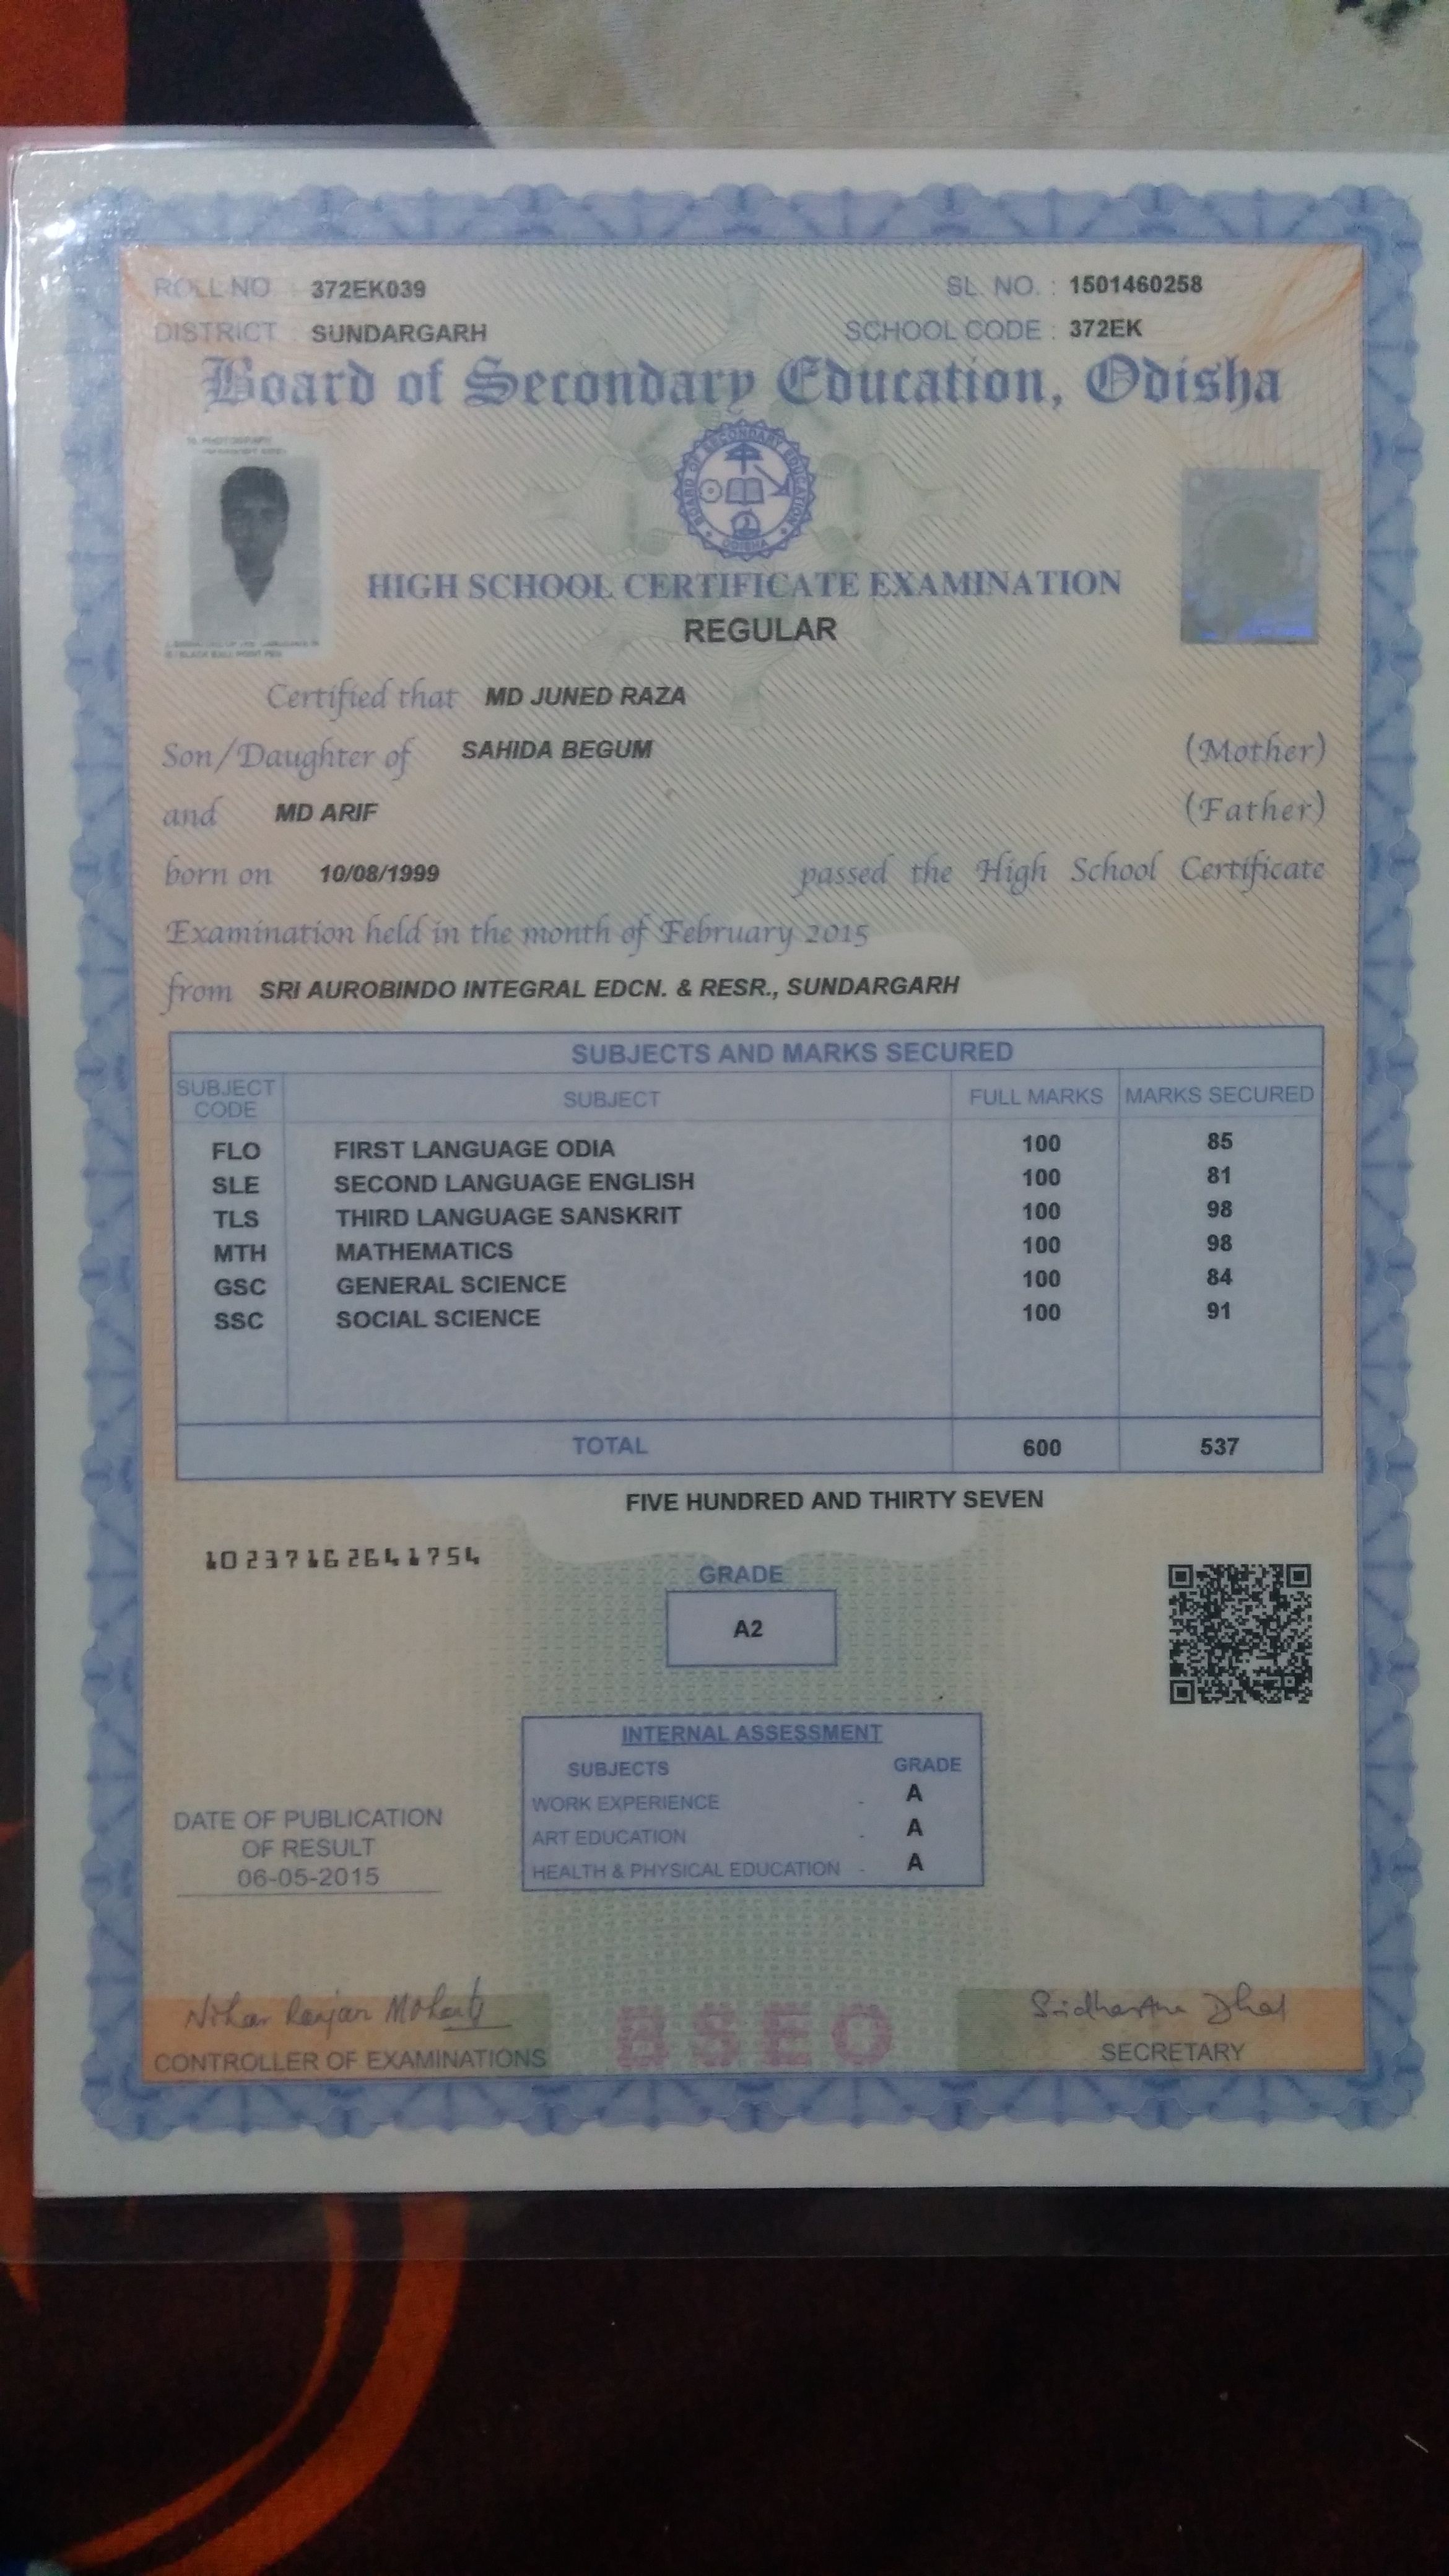 ROLL NO : 372EK039 SL. NO. : 1501460258
DISTRICT : SUNDARGARH SCHOOL CODE : 372EK
Board of Secondary Education, Odisha
BOARD OF SECONDARY EDUCATION
ODISHA
HIGH SCHOOL CERTIFICATE EXAMINATION
REGULAR
Certified that MD JUNED RAZA
Son/Daughter of SAHIDA BEGUM (Mother)
and MD ARIF (Father)
born on 10/08/1999 passed the High School Certificate
Examination held in the month of February 2015
from SRI AUROBINDO INTEGRAL EDCN. & RESR., SUNDARGARH
SUBJECTS AND MARKS SECURED
SUBJECT CODE SUBJECT FULL MARKS MARKS SECURED
FLO FIRST LANGUAGE ODIA 100 85
SLE SECOND LANGUAGE ENGLISH 100 81
TLS THIRD LANGUAGE SANSKRIT 100 98
MTH MATHEMATICS 100 98
GSC GENERAL SCIENCE 100 84
SSC SOCIAL SCIENCE 100 91
TOTAL 600 537
FIVE HUNDRED AND THIRTY SEVEN
10237162641754
GRADE
A2
INTERNAL ASSESSMENT
SUBJECTS GRADE
WORK EXPERIENCE - A
ART EDUCATION - A
HEALTH & PHYSICAL EDUCATION - A
DATE OF PUBLICATION
OF RESULT
06-05-2015
Nihar Ranjan Mohanty
CONTROLLER OF EXAMINATIONS
BSEO
Sidhartha Dhal
SECRETARY